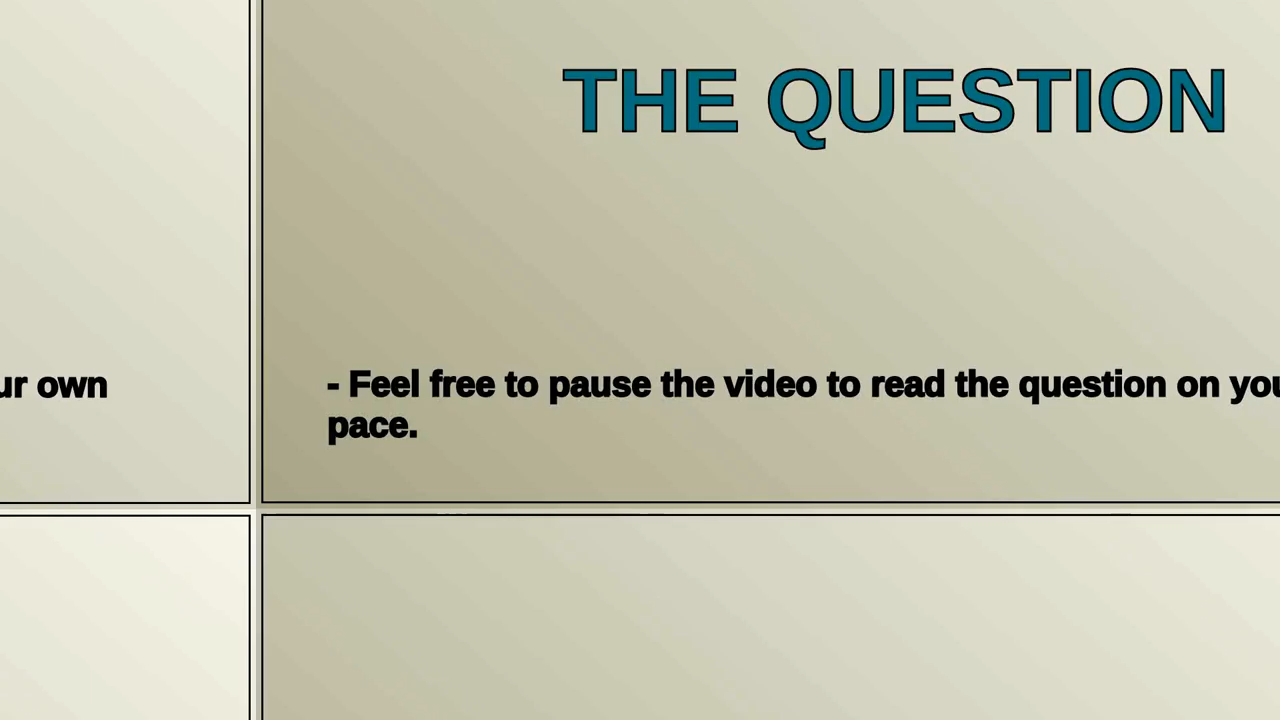 THE QUESTION
ur own
- Feel free to pause the video to read the question on you
pace.